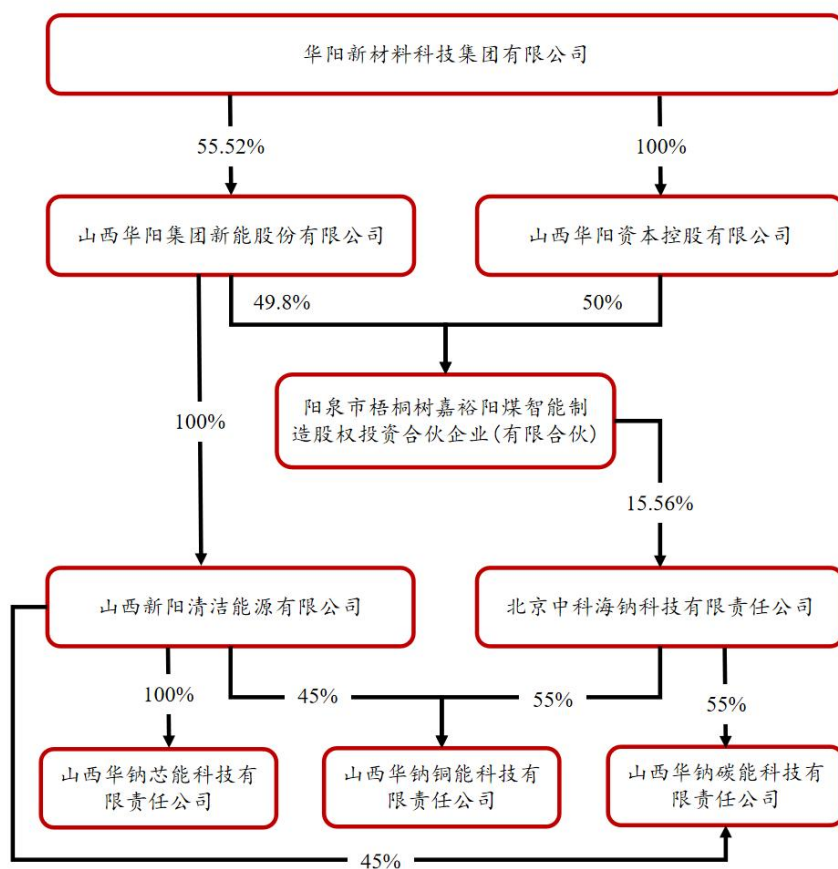 华阳新材料科技集团有限公司
55.52%
100%
山西华阳集团新能股份有限公司
山西华阳资本控股有限公司
49.8%
50%
阳泉市梧桐树嘉裕阳煤智能制
造股权投资合伙企业(有限合伙)
100%
15.56%
山西新阳清洁能源有限公司
北京中科海钠科技有限责任公司
100%
45%
55%
55%
山西华钠芯能科技有
限责任公司
山西华钠铜能科技有
限责任公司
山西华钠碳能科技有
限责任公司
45%